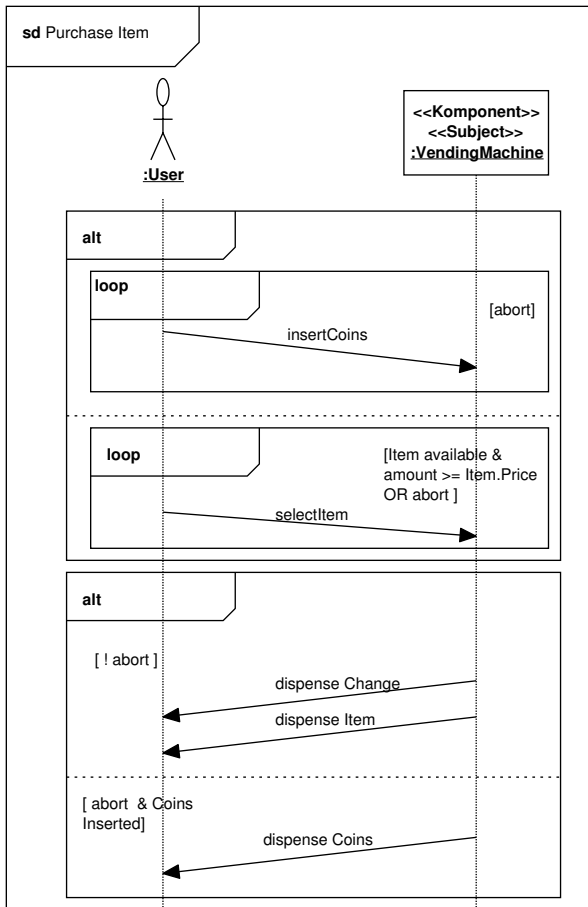 sd Purchase Item
<<Komponent>>
<<Subject>>
:VendingMachine
:User
alt
loop
[abort]
insertCoins
loop
[Item available &
amount >= Item.Price
OR abort ]
selectItem
alt
[ ! abort ]
dispense Change
dispense Item
[ abort & Coins
Inserted]
dispense Coins